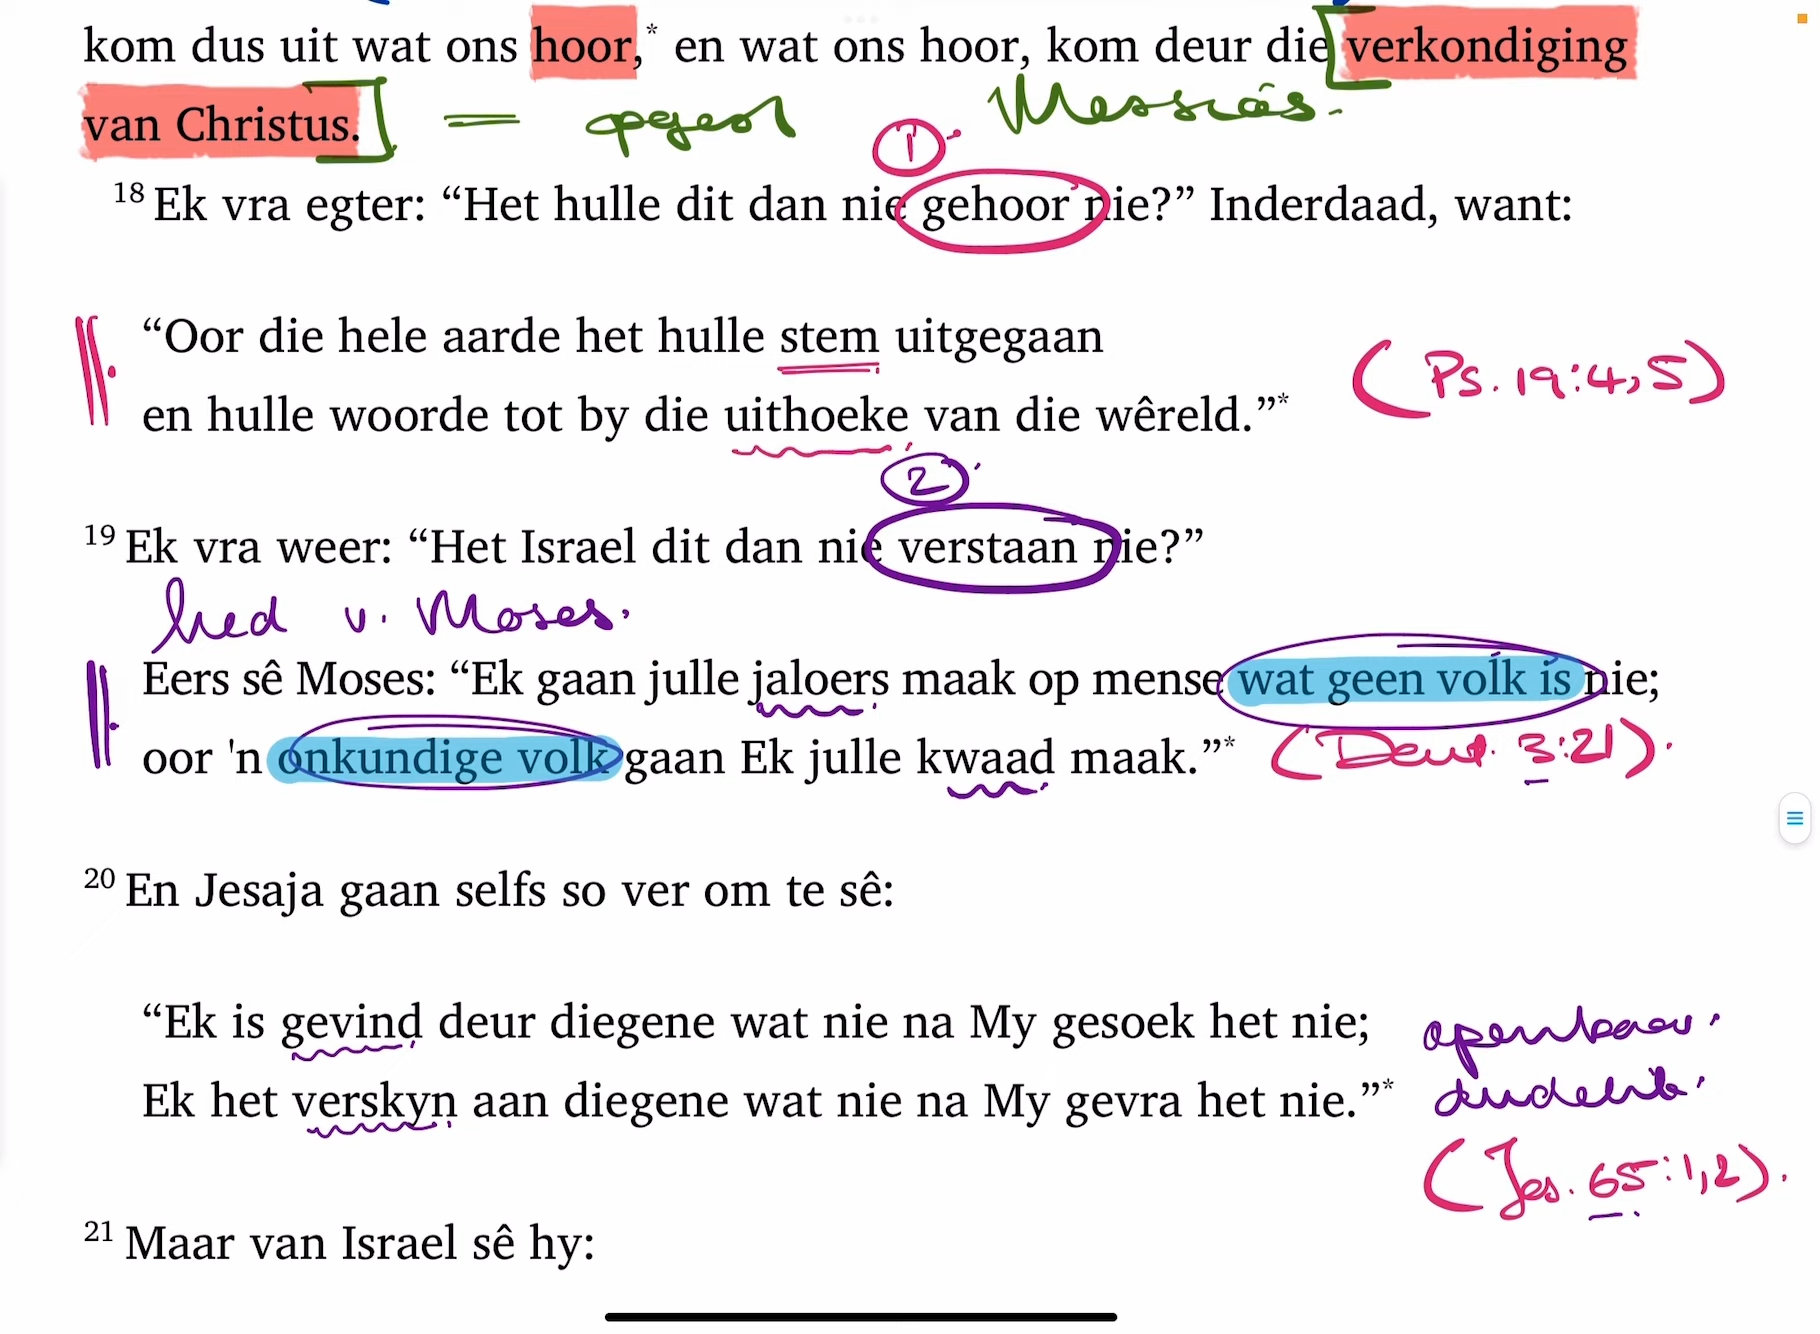 kom dus uit wat ons hoor,* en wat ons hoor, kom deur die [verkondiging
van Christus.] = Messias.
1
18 Ek vra egter: “Het hulle dit dan nie gehoor nie?” Inderdaad, want:
“Oor die hele aarde het hulle stem uitgegaan
(Ps. 19:4,5)
en hulle woorde tot by die uithoeke van die wêreld.”*
2
19 Ek vra weer: “Het Israel dit dan nie verstaan nie?”
lied v. Moses.
Eers sê Moses: “Ek gaan julle jaloers maak op mense wat geen volk is nie;
oor 'n onkundige volk gaan Ek julle kwaad maak.”* (Deut. 3:21).
20 En Jesaja gaan selfs so ver om te sê:
“Ek is gevind deur diegene wat nie na My gesoek het nie; openbaar.
Ek het verskyn aan diegene wat nie na My gevra het nie.”* duidelik.
(Jes. 65:1,2).
21 Maar van Israel sê hy: